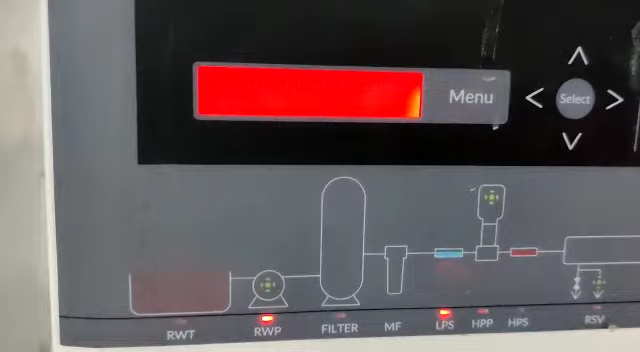 Menu
Select
RWT
RWP
FILTER
MF
LPS
HPP
HPS
RSV